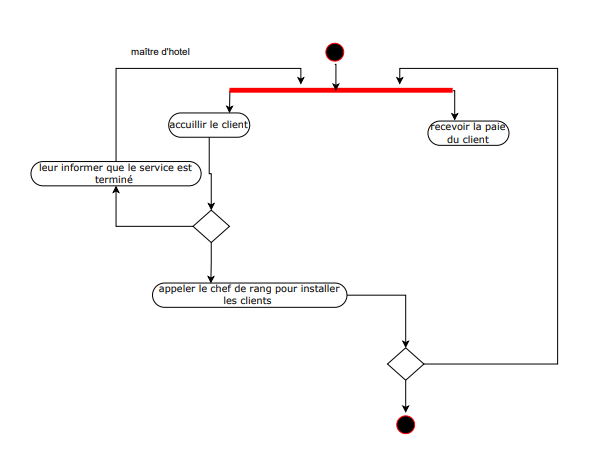 maître d'hotel
accuillir le client
recevoir la paie
du client
leur informer que le service est
terminé
appeler le chef de rang pour installer
les clients